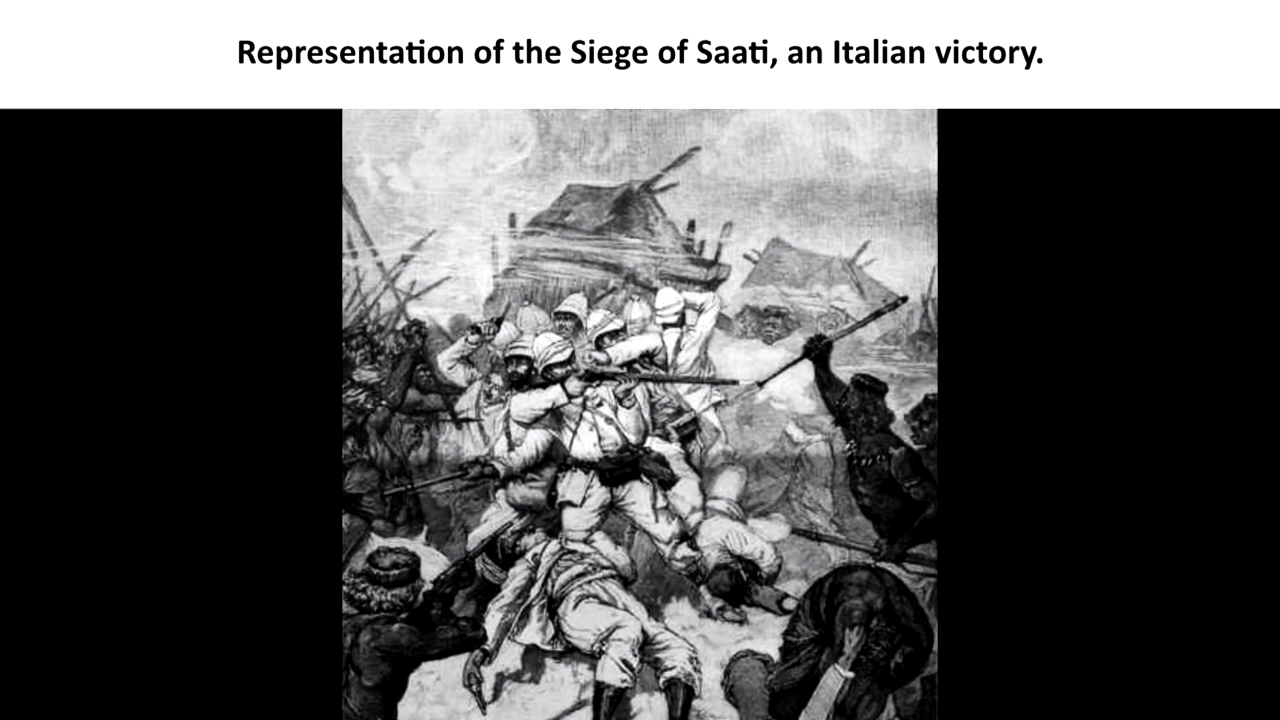 Representation of the Siege of Saati, an Italian victory.